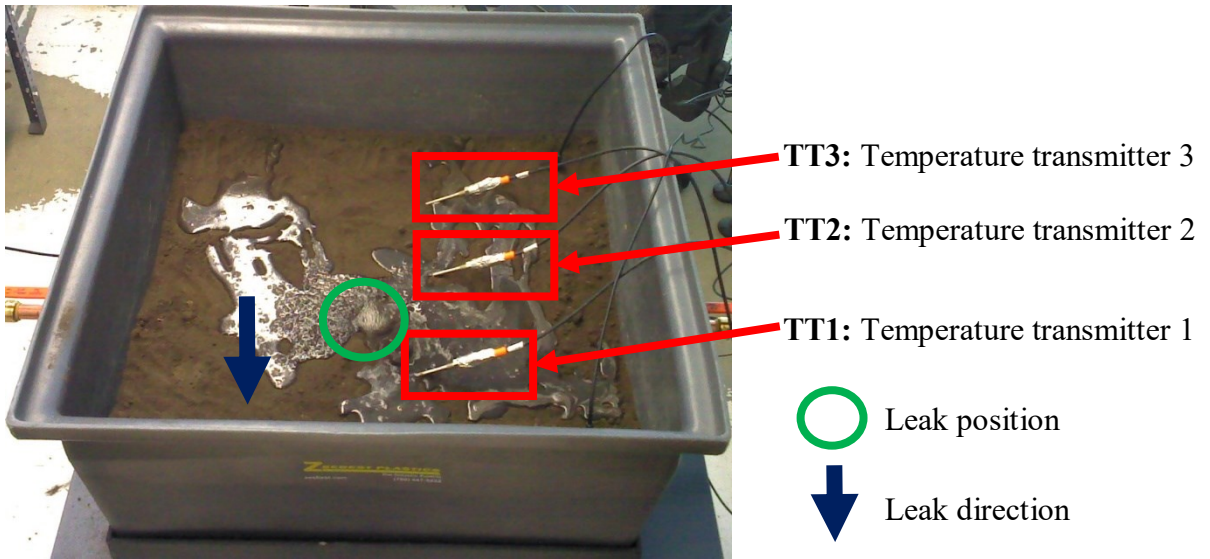 TT3: Temperature transmitter 3
TT2: Temperature transmitter 2
TT1: Temperature transmitter 1
Leak position
Leak direction